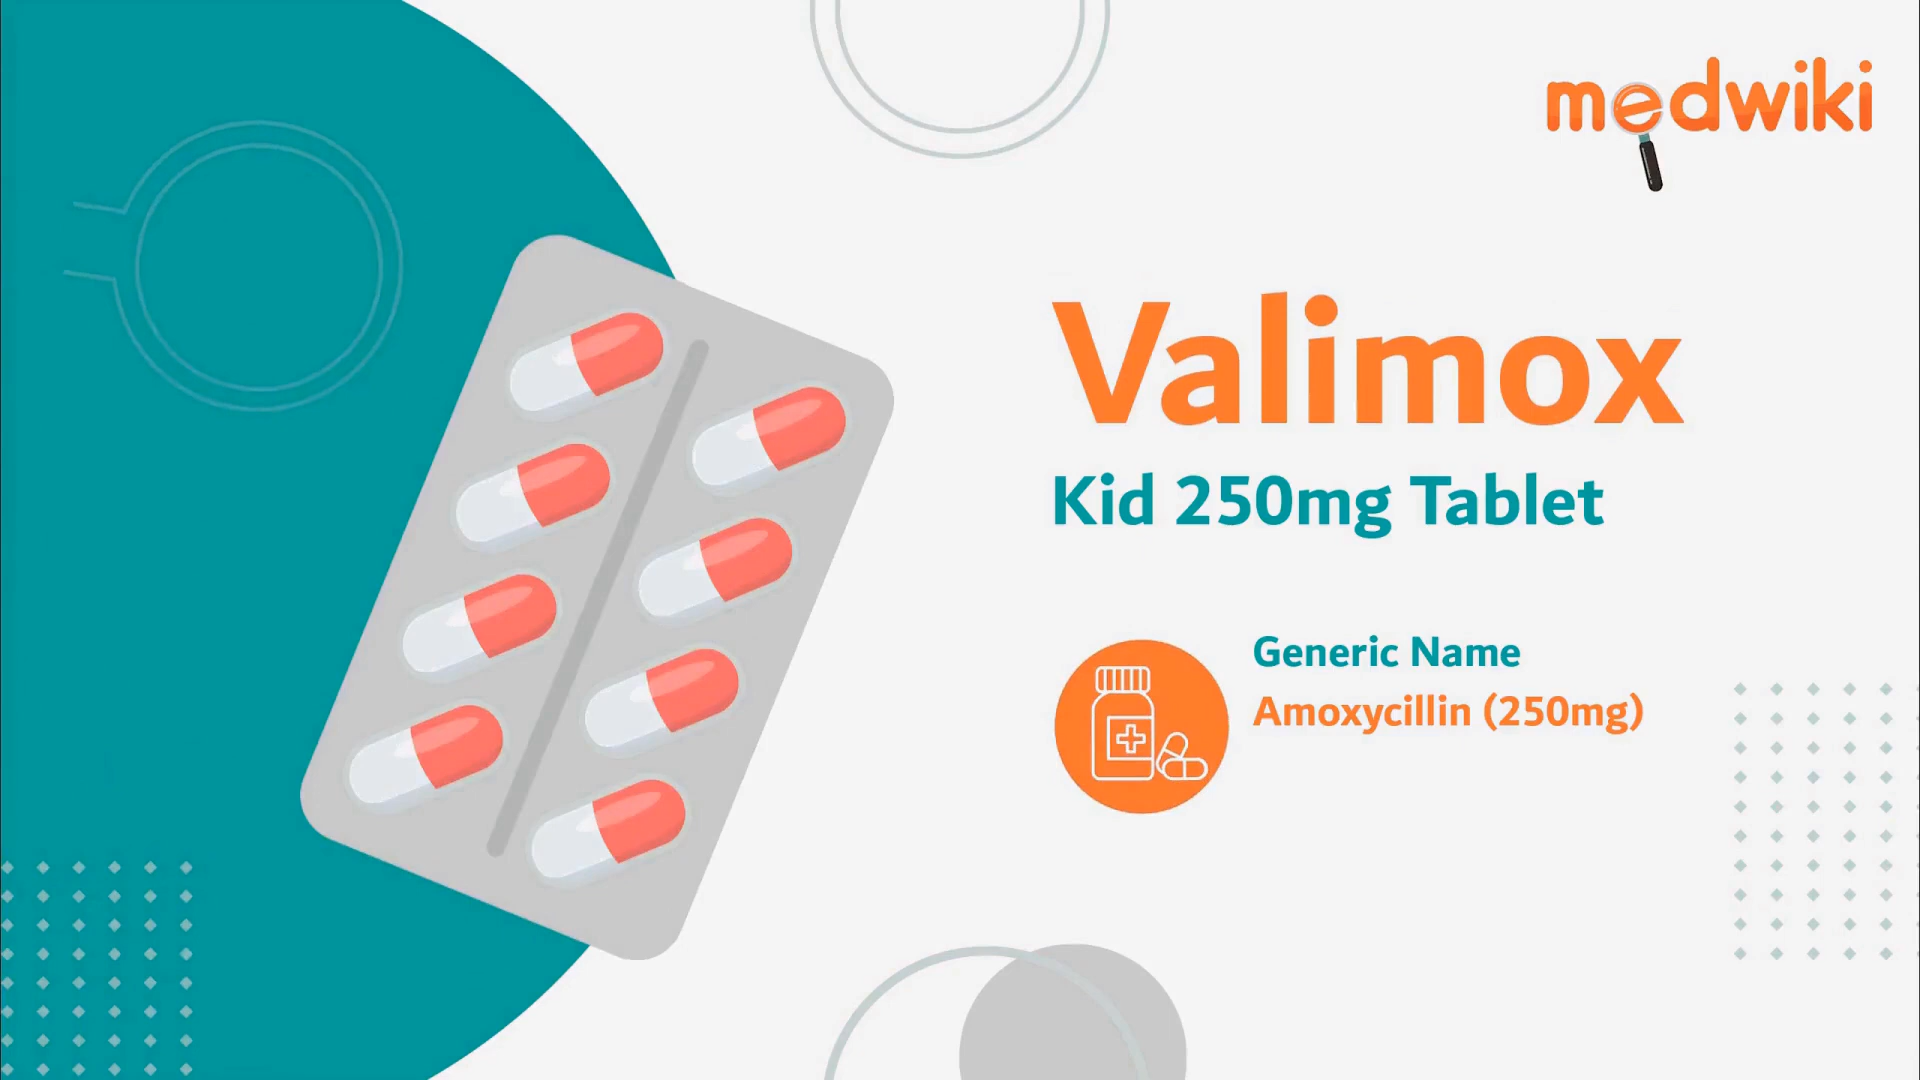 medwiki
Valimox
Kid 250mg Tablet
Generic Name
Amoxycillin (250mg)